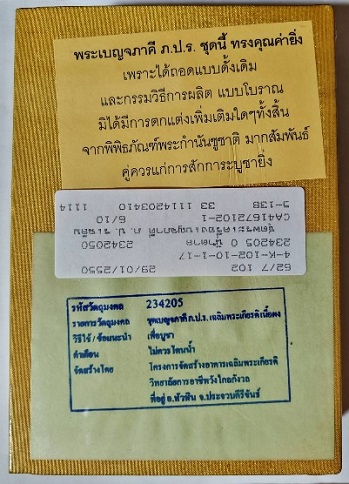 พระเบญจภาคี ภ.ป.ร. ชุดนี้ ทรงคุณค่ายิ่ง
เพราะได้ถอดแบบดั้งเดิม
และกรรมวิธีการผลิต แบบโบราณ
มิได้มีการตกแต่งเพิ่มเติมใดๆทั้งสิ้น
จากพิพิธภัณฑ์พระกำนันชูชาติ มากสัมพันธ์
คู่ควรแก่การสักการะบูชายิ่ง
62/7 102 29/01/2550
4-K-102-10-1-17
234205 0 2342050
CA41672102-1 6/10
5-138 33 1114203410 1114
รหัสวัตถุมงคล 234205
รายการวัตถุมงคล ชุดเบญจภาคี ภ.ป.ร. เฉลิมพระเกียรติเนื้อผง
วิธีใช้ / ข้อแนะนำ เพื่อบูชา
คำเตือน ไม่ควรโดนน้ำ
จัดสร้างโดย โครงการจัดสร้างอาคารเฉลิมพระเกียรติ
วิทยาลัยการอาชีพวังไกลกังวล
ที่อยู่ อ.หัวหิน จ.ประจวบคีรีขันธ์